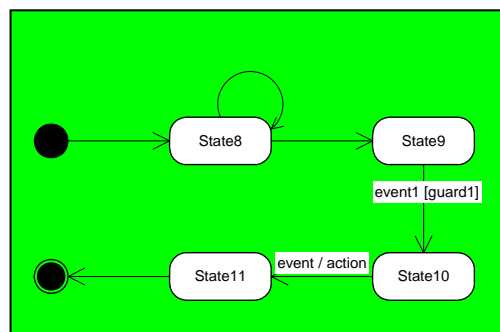 State8
State9
event1 [guard1]
event / action
State11
State10